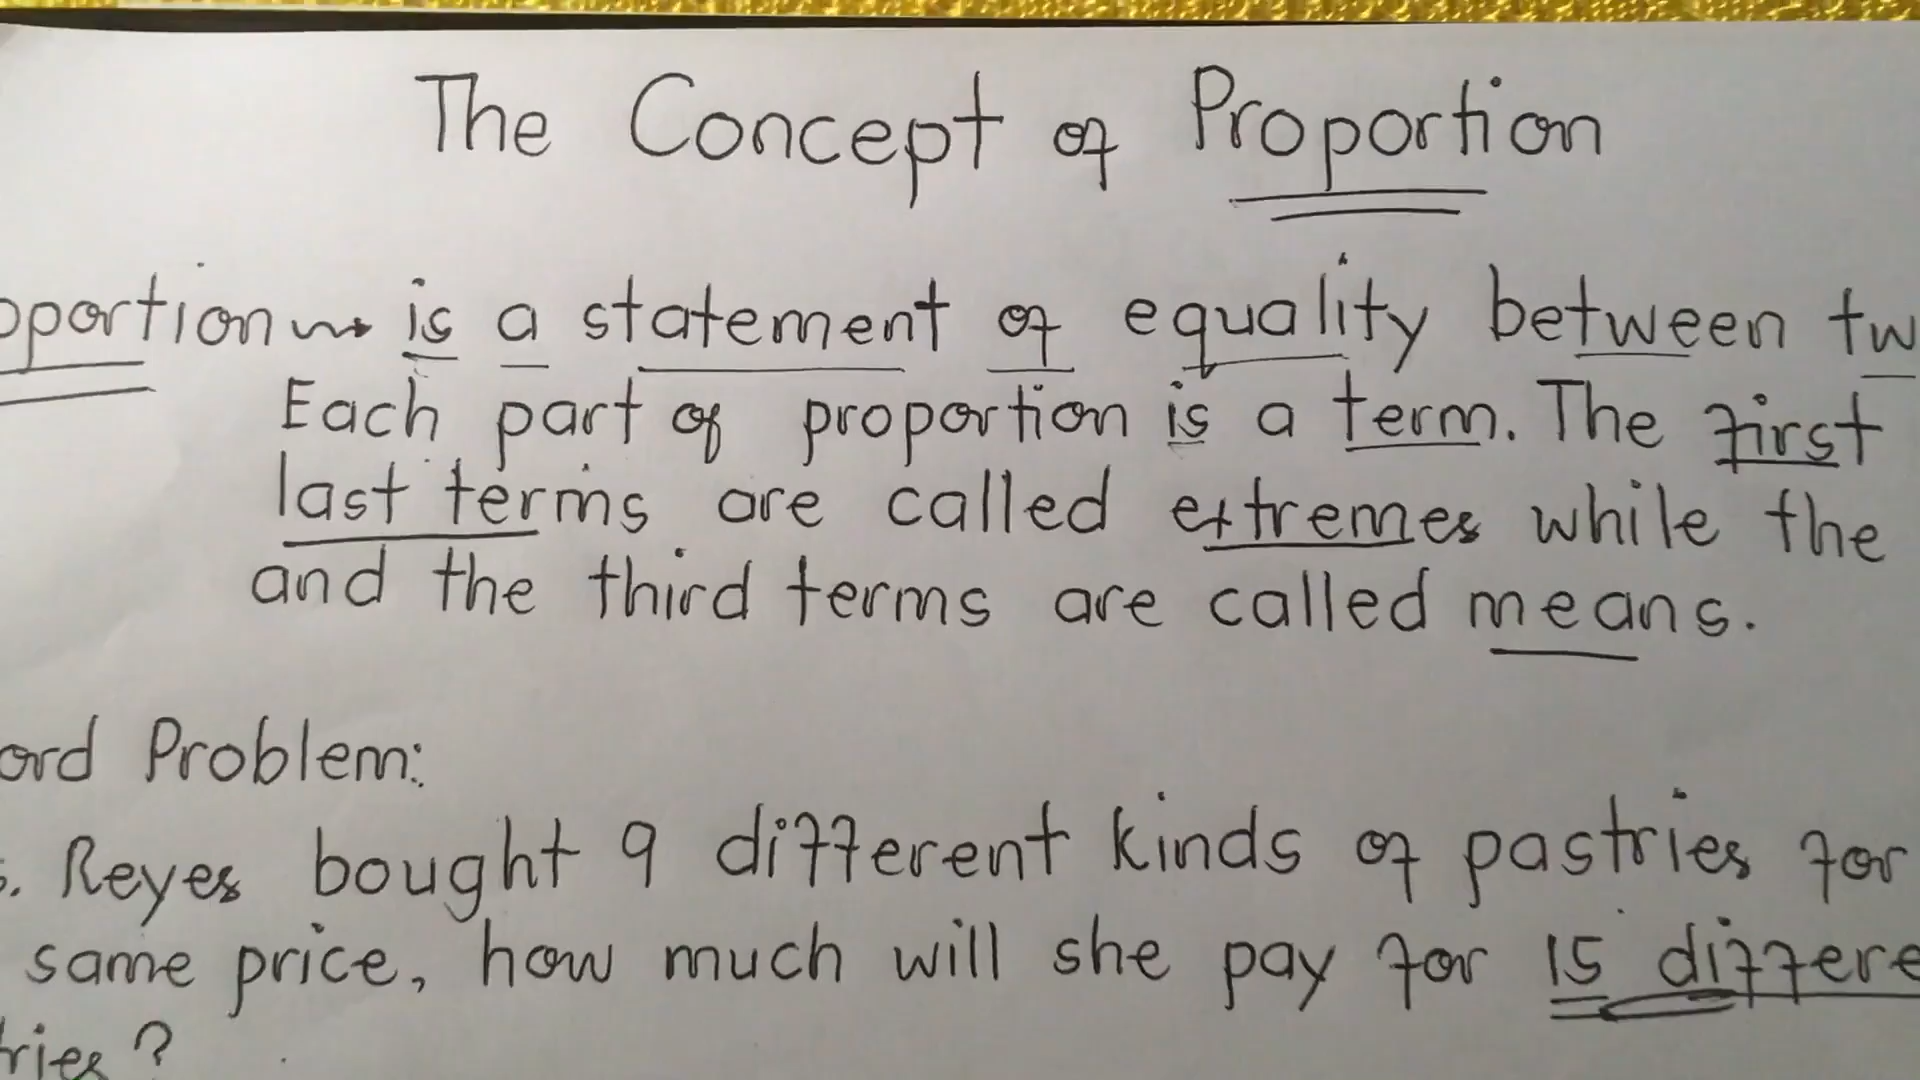 The Concept of Proportion
oportion is a statement of equality between tw
Each part of proportion is a term. The first
last terms are called extremes while the
and the third terms are called means.
ord Problem:
s. Reyes bought 9 different kinds of pastries for
same price, how much will she pay for 15 differe
tries?